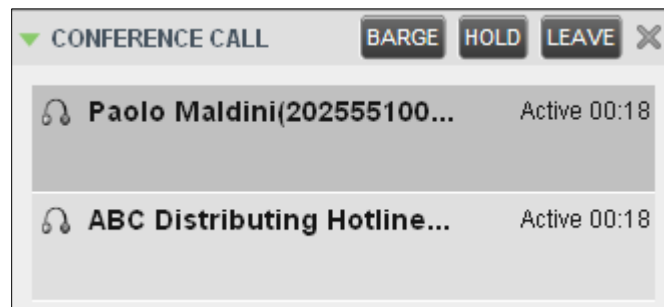 CONFERENCE CALL BARGE HOLD LEAVE
Paolo Maldini(202555100... Active 00:18
ABC Distributing Hotline... Active 00:18